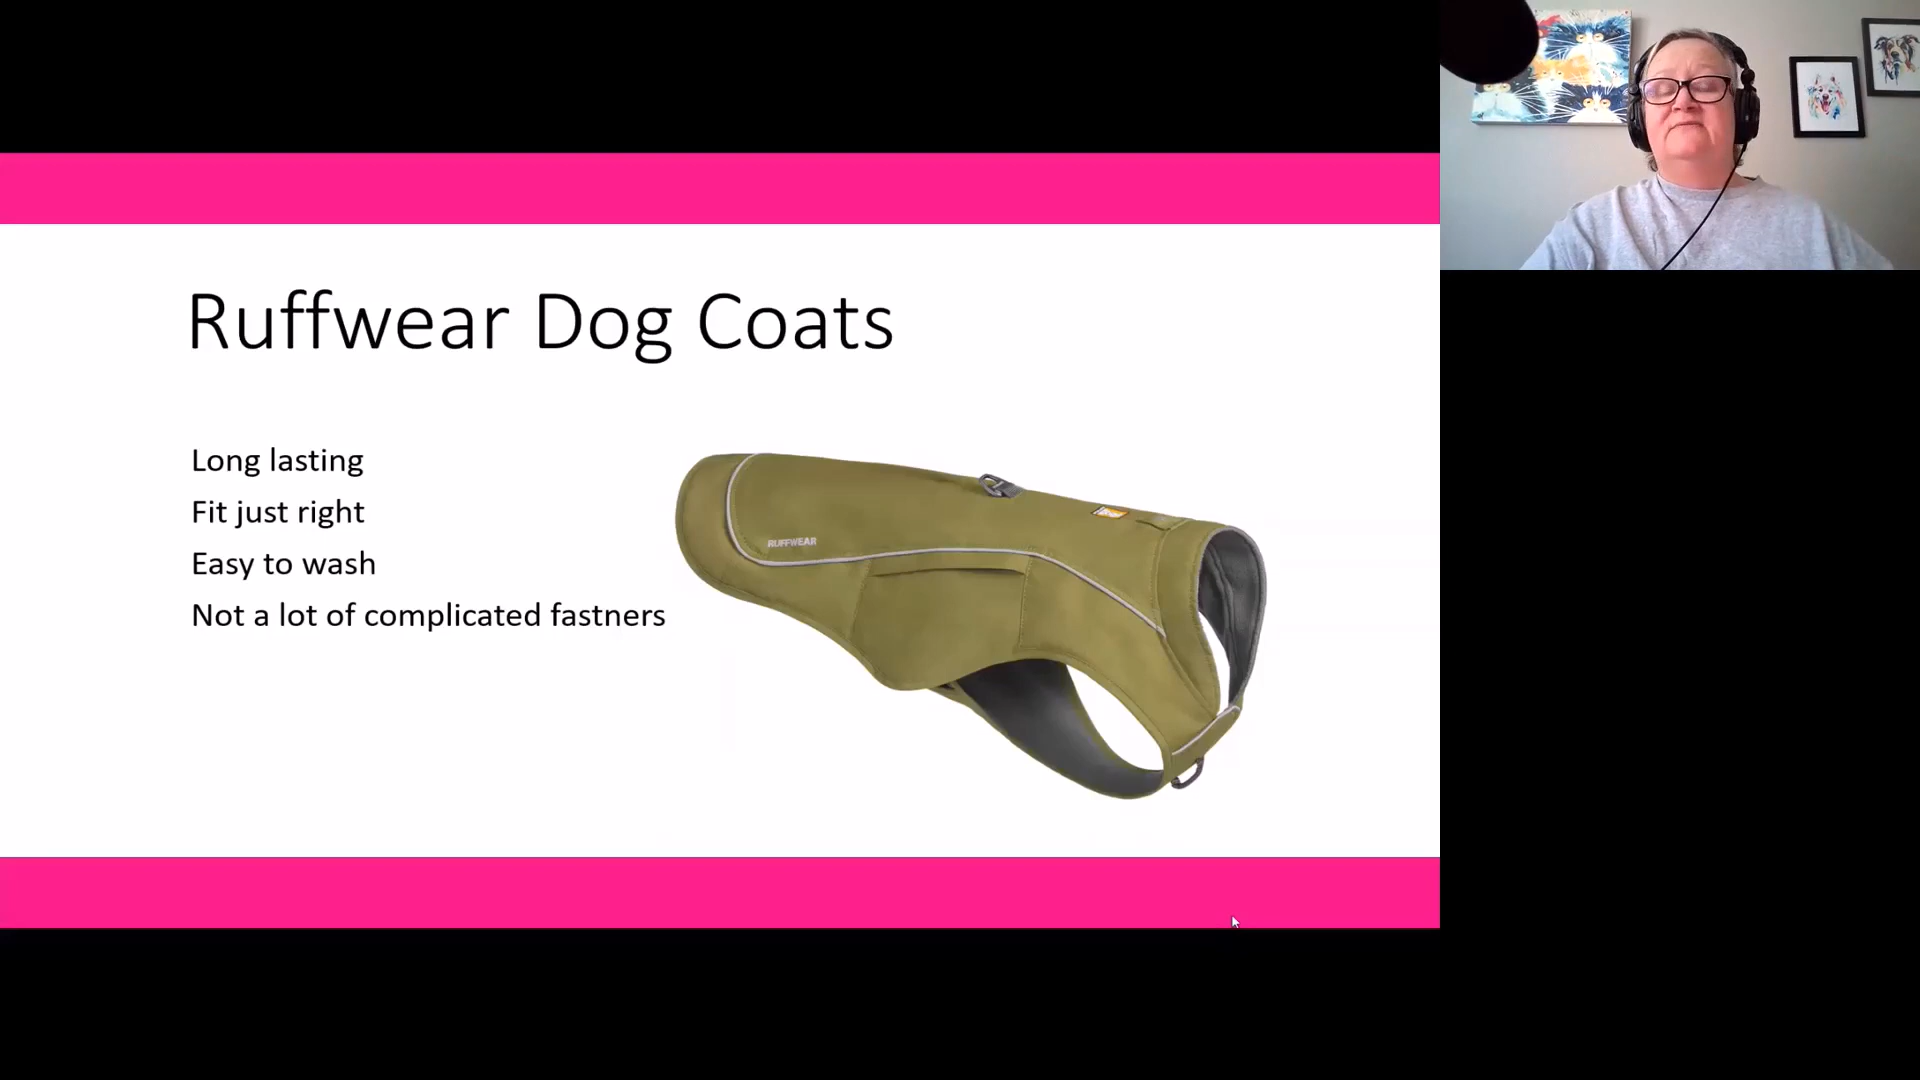 Ruffwear Dog Coats
Long lasting
Fit just right
Easy to wash
Not a lot of complicated fastners
RUFFWEAR